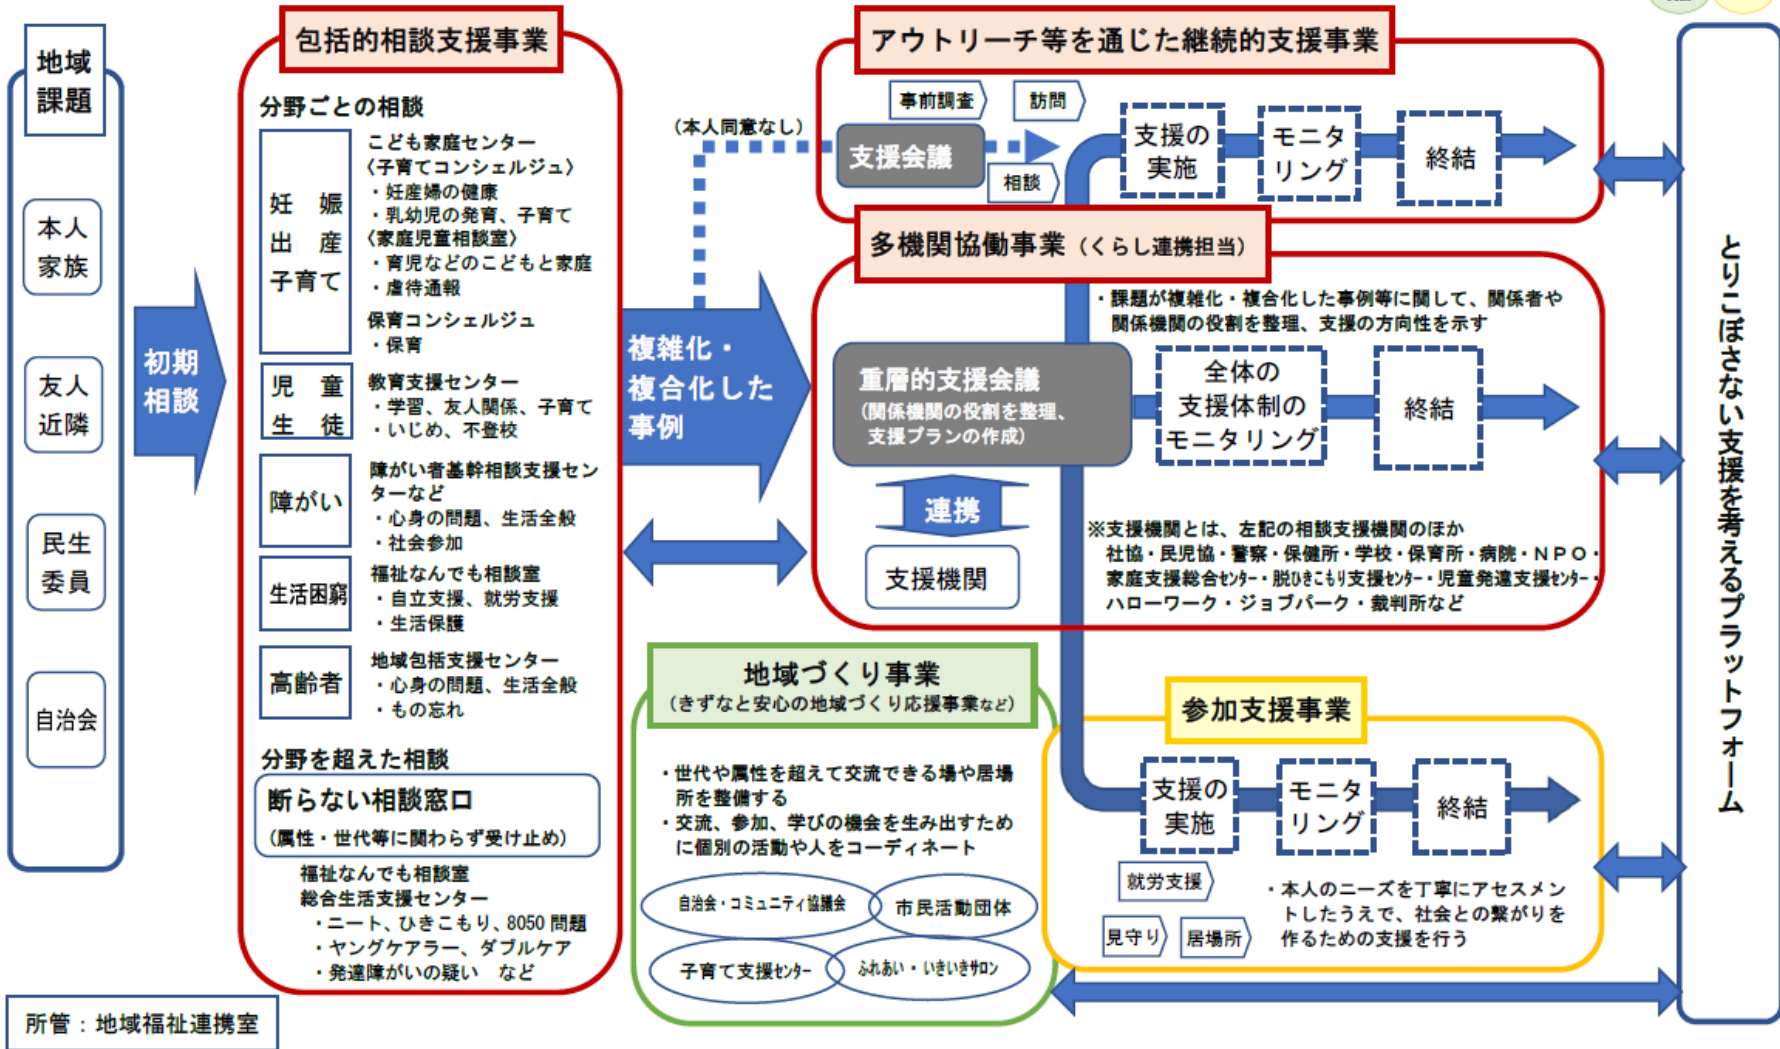 地域
課題
本人
家族
友人
近隣
民生
委員
自治会
初期
相談
包括的相談支援事業
分野ごとの相談
妊　娠
出　産
子育て
こども家庭センター
〈子育てコンシェルジュ〉
・妊産婦の健康
・乳幼児の発育、子育て
〈家庭児童相談室〉
・育児などのこどもと家庭
・虐待通報
保育コンシェルジュ
・保育
児　童
生　徒
教育支援センター
・学習、友人関係、子育て
・いじめ、不登校
障がい
障がい者基幹相談支援セン
ターなど
・心身の問題、生活全般
・社会参加
生活困窮
福祉なんでも相談室
・自立支援、就労支援
・生活保護
高齢者
地域包括支援センター
・心身の問題、生活全般
・もの忘れ
分野を超えた相談
断らない相談窓口
(属性・世代等に関わらず受け止め)
福祉なんでも相談室
総合生活支援センター
・ニート、ひきこもり、8050 問題
・ヤングケアラー、ダブルケア
・発達障がいの疑い　など
所管：地域福祉連携室
複雑化・
複合化した
事例
アウトリーチ等を通じた継続的支援事業
（本人同意なし）
支援会議
事前調査
訪問
相談
支援の
実施
モニタ
リング
終結
多機関協働事業（くらし連携担当）
・課題が複雑化・複合化した事例等に関して、関係者や
関係機関の役割を整理、支援の方向性を示す
重層的支援会議
(関係機関の役割を整理、
支援プランの作成)
全体の
支援体制の
モニタリング
終結
連携
支援機関
※支援機関とは、左記の相談支援機関のほか
社協・民児協・警察・保健所・学校・保育所・病院・ＮＰＯ・
家庭支援総合ｾﾝﾀｰ・脱ひきこもり支援ｾﾝﾀｰ・児童発達支援ｾﾝﾀｰ・
ハローワーク・ジョブパーク・裁判所など
地域づくり事業
（きずなと安心の地域づくり応援事業など）
・世代や属性を超えて交流できる場や居場
所を整備する
・交流、参加、学びの機会を生み出すため
に個別の活動や人をコーディネート
自治会・コミュニティ協議会
市民活動団体
子育て支援ｾﾝﾀｰ
ふれあい・いきいきサロン
参加支援事業
支援の
実施
モニタ
リング
終結
就労支援
見守り
居場所
・本人のニーズを丁寧にアセスメン
トしたうえで、社会との繋がりを
作るための支援を行う
とりこぼさない支援を考えるプラットフォーム